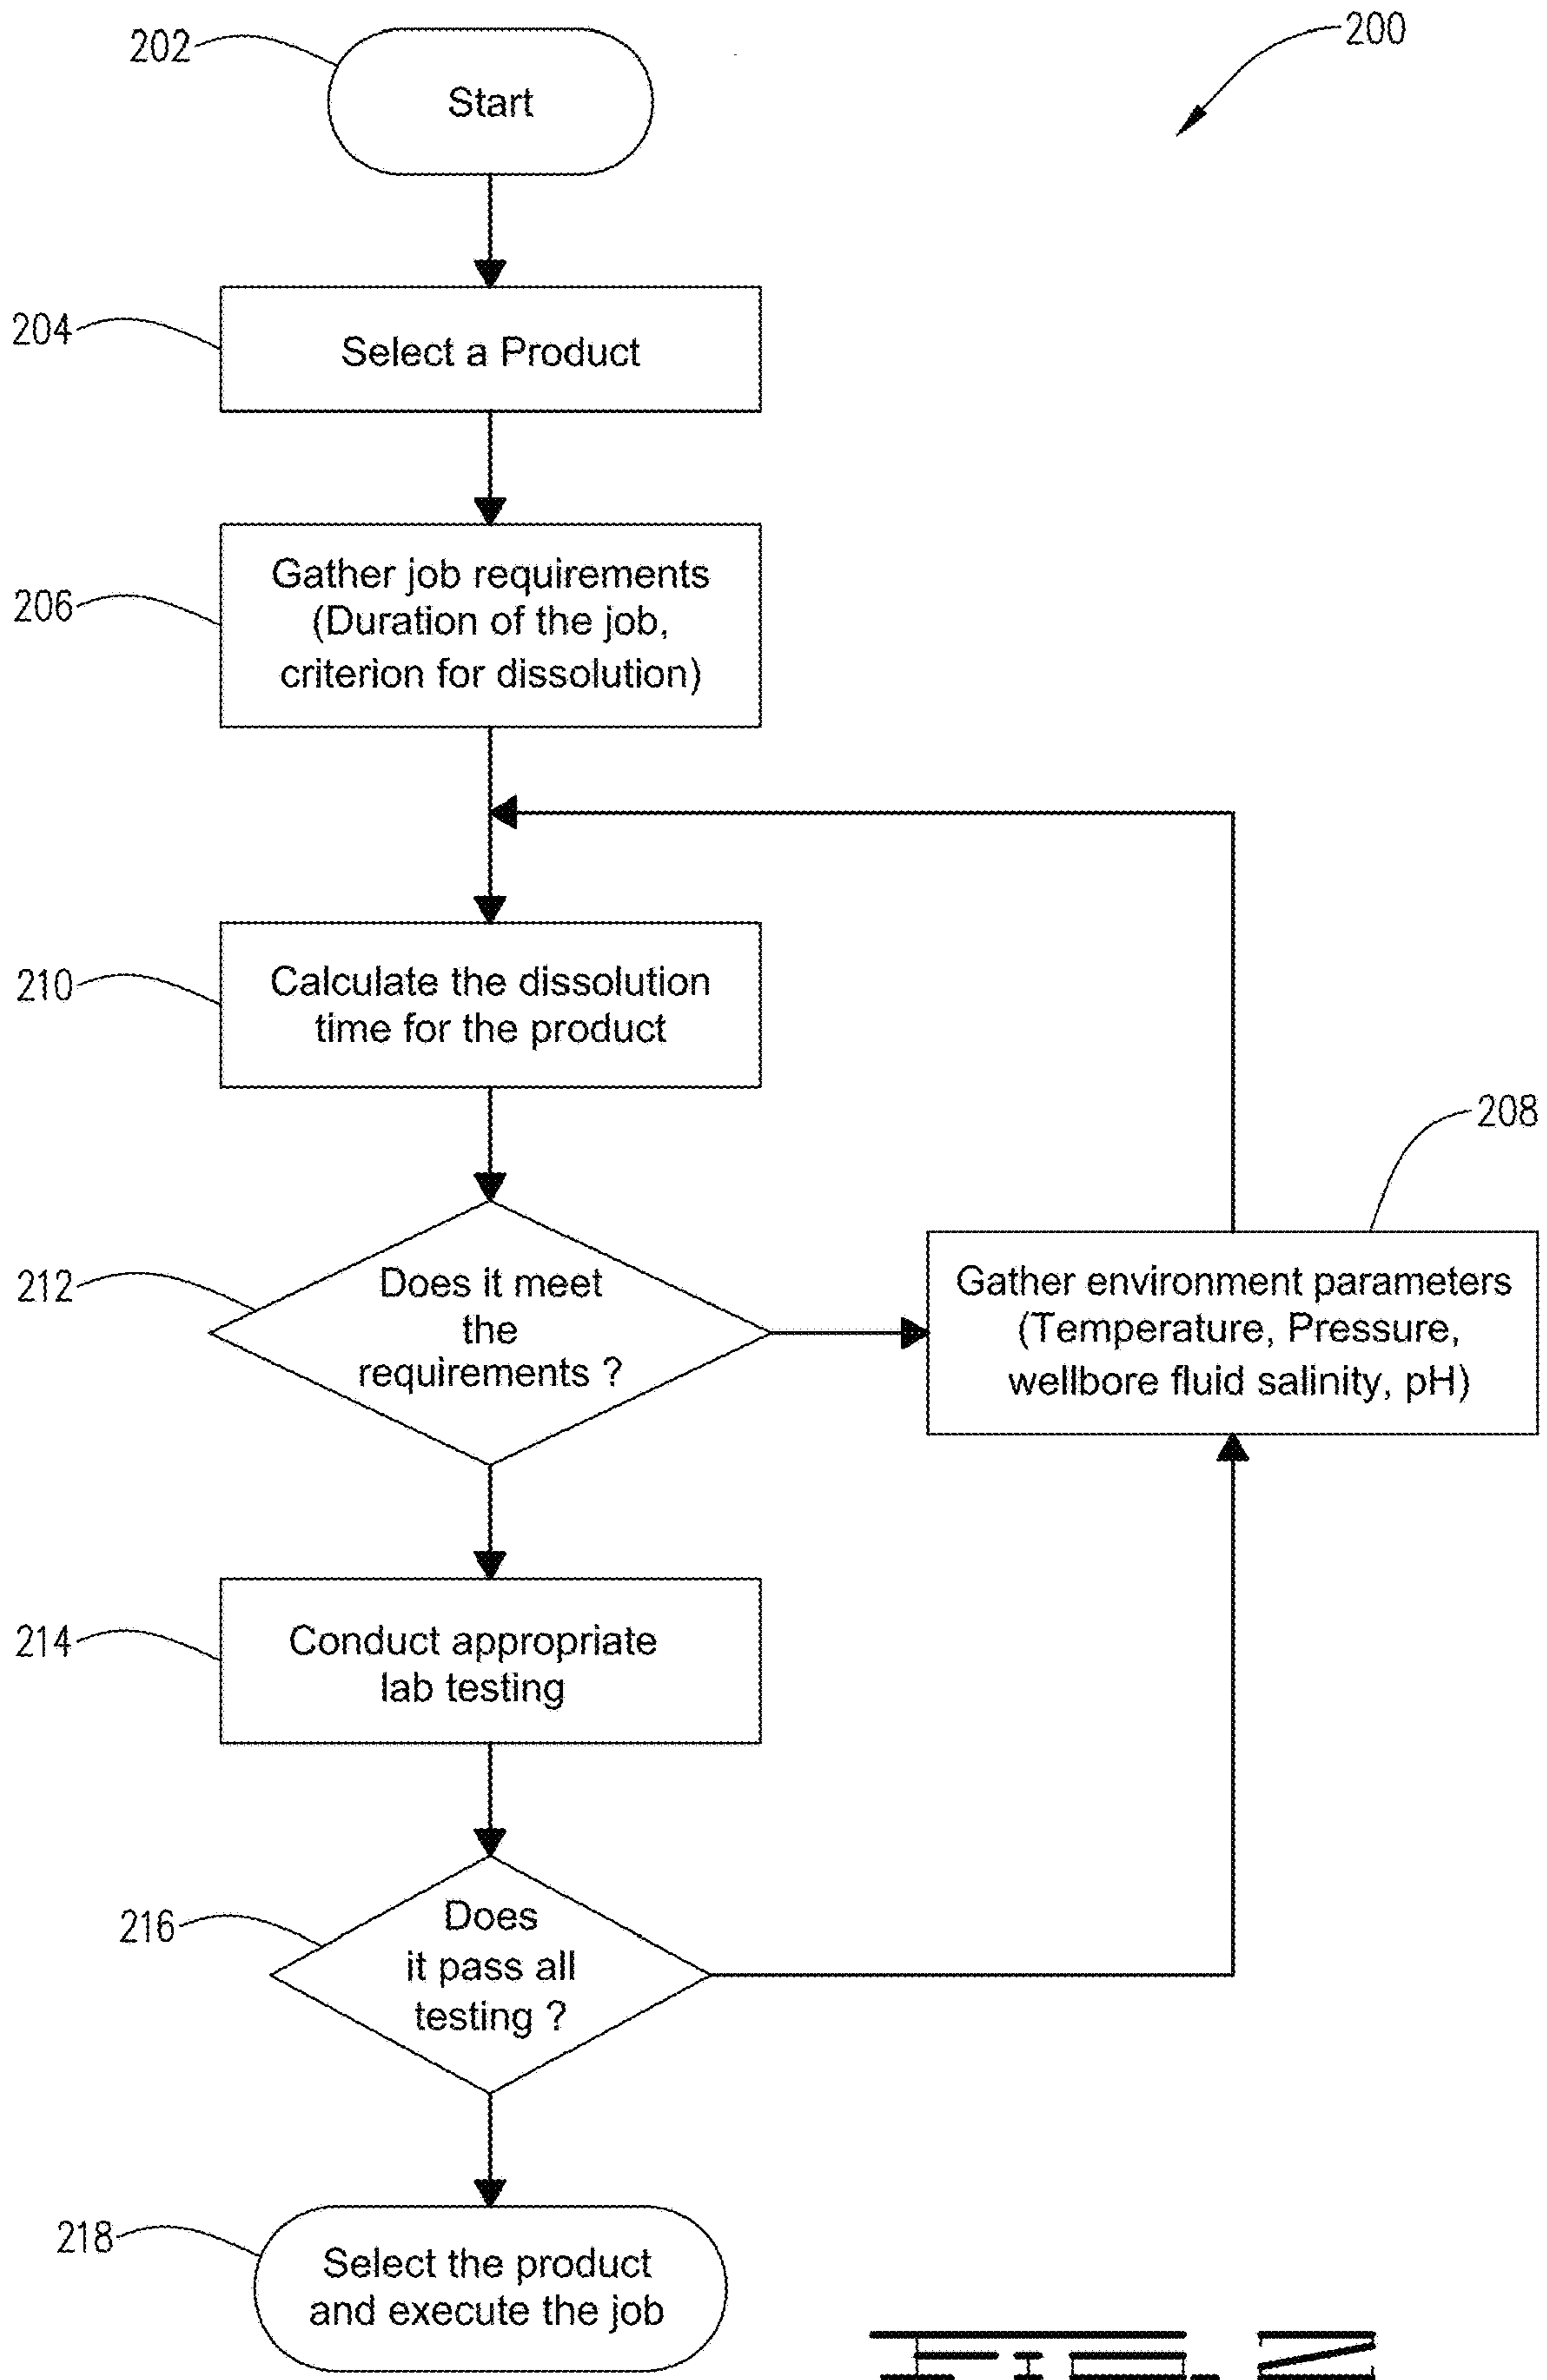 200
202
Start
204
Select a Product
206
Gather job requirements
(Duration of the job,
criterion for dissolution)
210
Calculate the dissolution
time for the product
208
Gather environment parameters
(Temperature, Pressure,
wellbore fluid salinity, pH)
212
Does it meet
the
requirements ?
214
Conduct appropriate
lab testing
216
Does
it pass all
testing ?
218
Select the product
and execute the job